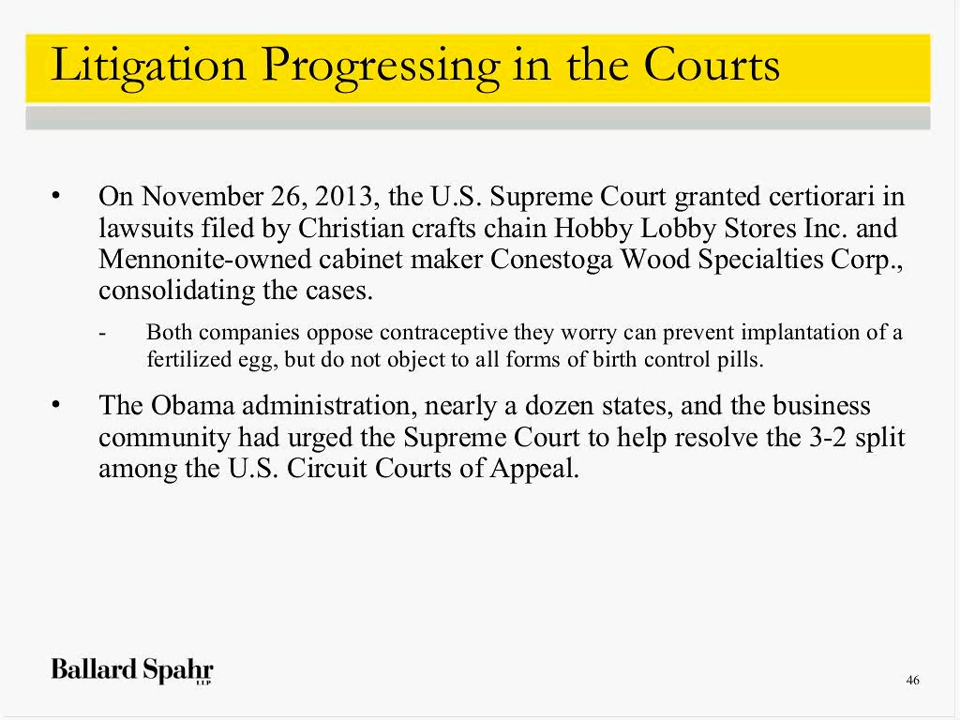 Litigation Progressing in the Courts
• On November 26, 2013, the U.S. Supreme Court granted certiorari in
lawsuits filed by Christian crafts chain Hobby Lobby Stores Inc. and
Mennonite-owned cabinet maker Conestoga Wood Specialties Corp.,
consolidating the cases.
- Both companies oppose contraceptive they worry can prevent implantation of a
fertilized egg, but do not object to all forms of birth control pills.
• The Obama administration, nearly a dozen states, and the business
community had urged the Supreme Court to help resolve the 3-2 split
among the U.S. Circuit Courts of Appeal.
Ballard Spahr
LLP
46